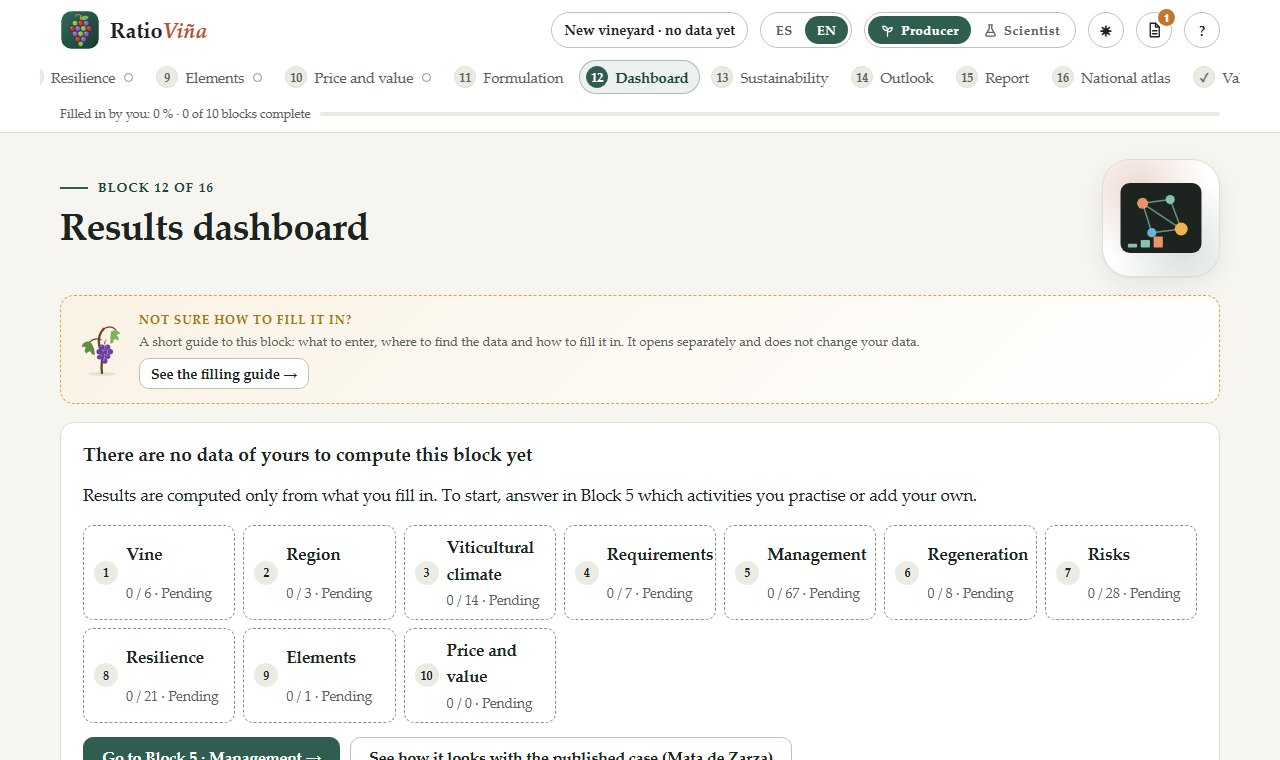 RatioViña
New vineyard · no data yet
ES
EN
Producer
Scientist
1
?
Resilience
9 Elements
10 Price and value
11 Formulation
12 Dashboard
13 Sustainability
14 Outlook
15 Report
16 National atlas
✓ Va
Filled in by you: 0 % · 0 of 10 blocks complete
BLOCK 12 OF 16
Results dashboard
NOT SURE HOW TO FILL IT IN?
A short guide to this block: what to enter, where to find the data and how to fill it in. It opens separately and does not change your data.
See the filling guide →
There are no data of yours to compute this block yet
Results are computed only from what you fill in. To start, answer in Block 5 which activities you practise or add your own.
1 Vine
0 / 6 · Pending
2 Region
0 / 3 · Pending
3 Viticultural
climate
0 / 14 · Pending
4 Requirements
0 / 7 · Pending
5 Management
0 / 67 · Pending
6 Regeneration
0 / 8 · Pending
7 Risks
0 / 28 · Pending
8 Resilience
0 / 21 · Pending
9 Elements
0 / 1 · Pending
10 Price and
value
0 / 0 · Pending
Go to Block 5 · Management →
See how it looks with the published case (Mata de Zarza)